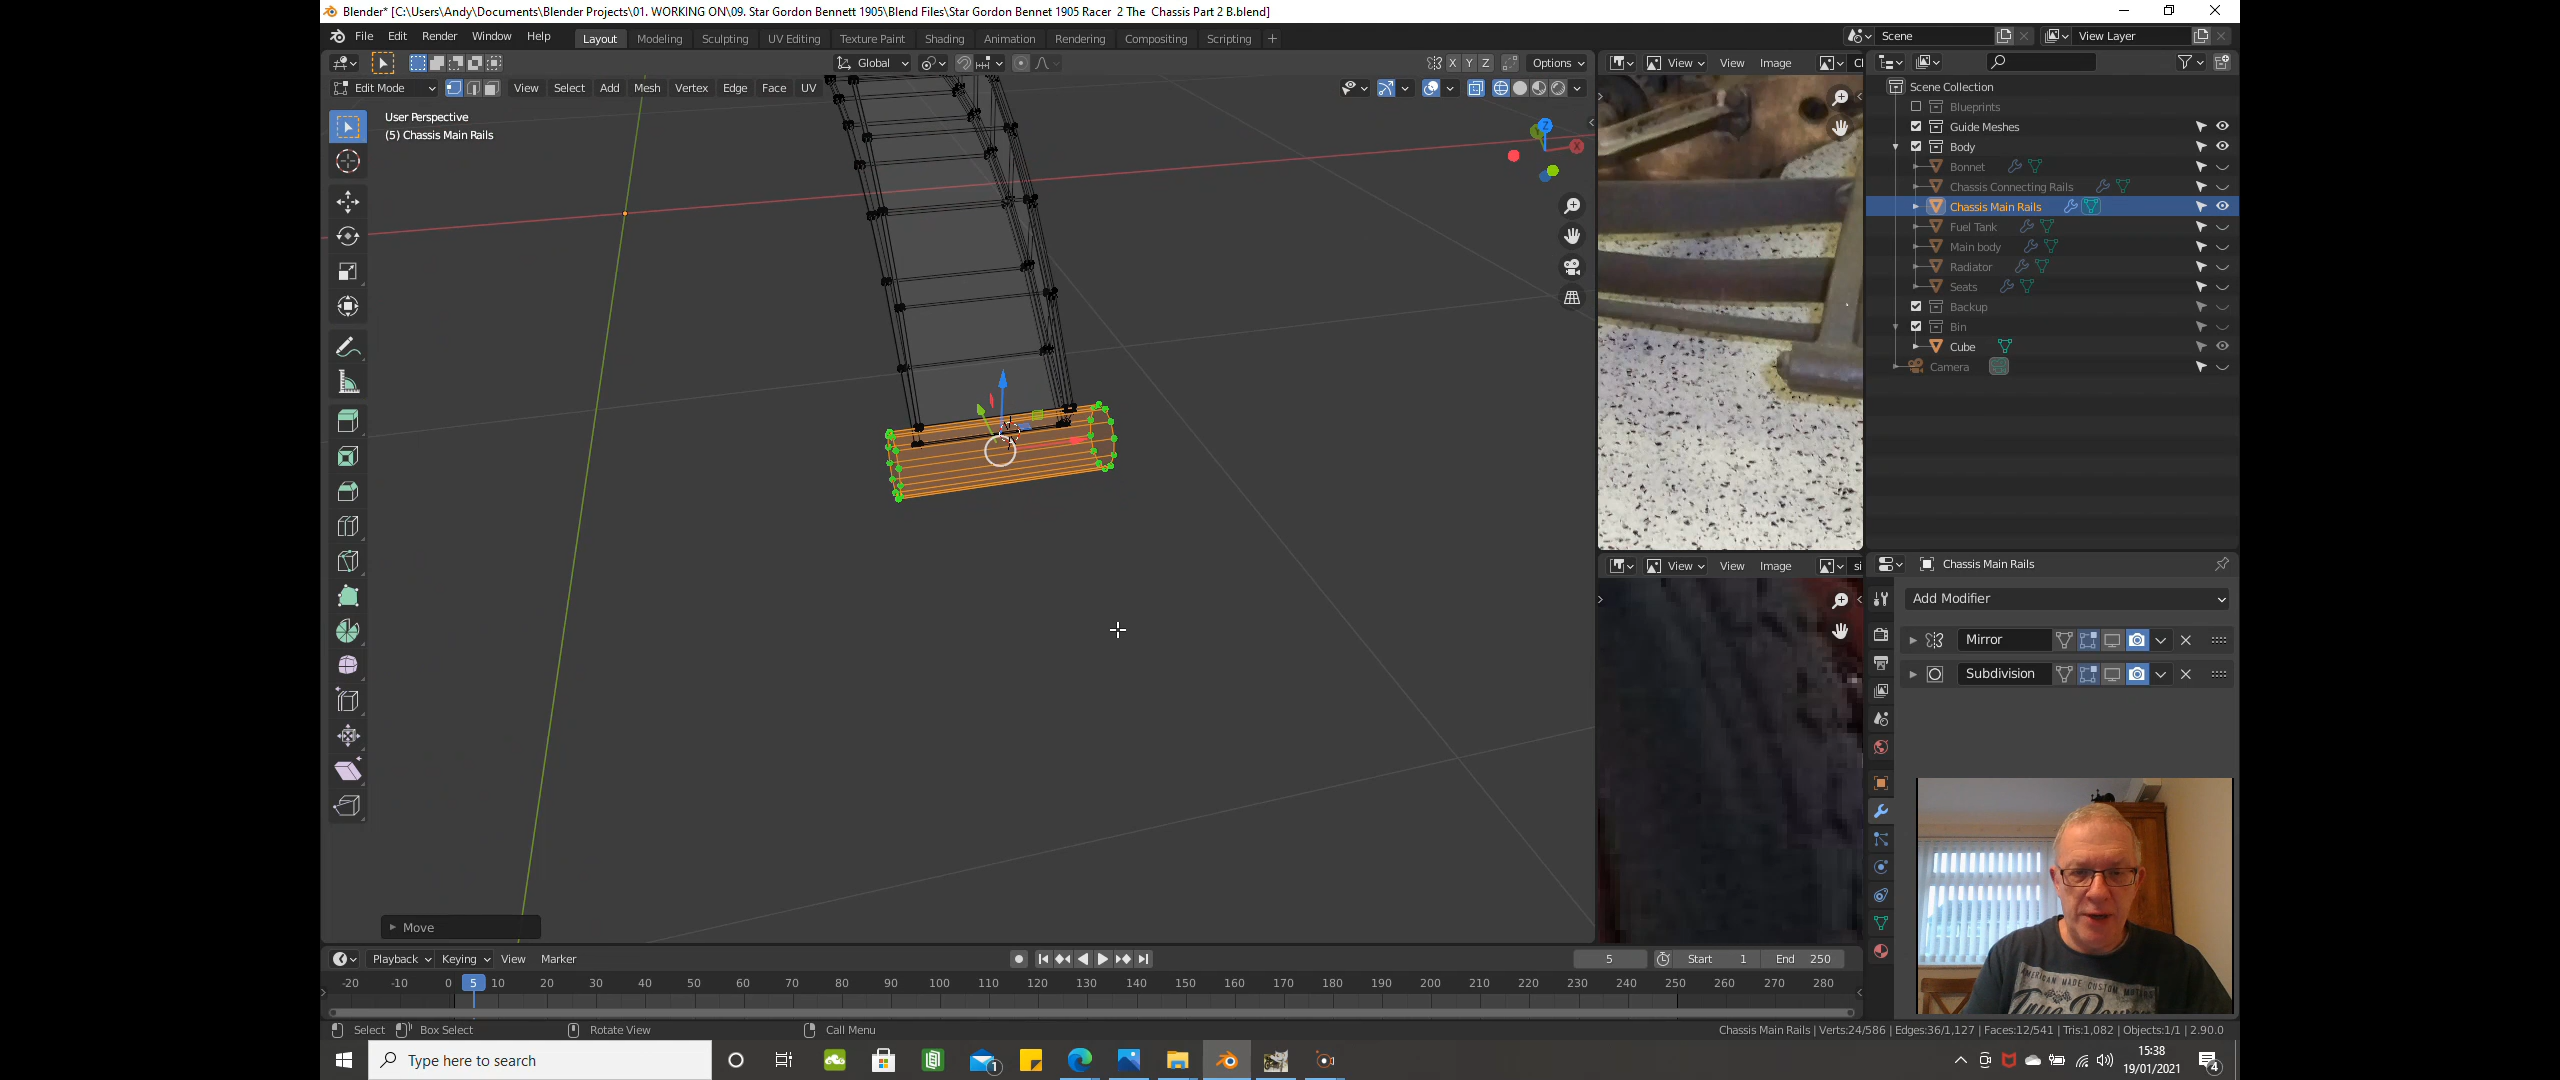 Blender* [C:\Users\Andy\Documents\Blender Projects\01. WORKING ON\09. Star Gordon Bennett 1905\Blend Files\Star Gordon Bennet 1905 Racer  2 The  Chassis Part 2 B.blend]
File Edit Render Window Help Layout Modeling Sculpting UV Editing Texture Paint Shading Animation Rendering Compositing Scripting + Scene View Layer
Global X Y Z Options View View Image Cl
Edit Mode View Select Add Mesh Vertex Edge Face UV
User Perspective
(5) Chassis Main Rails
Z
X
Scene Collection
Blueprints
Guide Meshes
Body
Bonnet
Chassis Connecting Rails
Chassis Main Rails
Fuel Tank
Main body
Radiator
Seats
Backup
Bin
Cube
Camera
View View Image si
Chassis Main Rails
Add Modifier
Mirror
Subdivision
AMERICAN MADE CUSTOM
Move
Playback Keying View Marker 5 Start 1 End 250
-20 -10 0 5 10 20 30 40 50 60 70 80 90 100 110 120 130 140 150 160 170 180 190 200 210 220 230 240 250 260 270 280
Select Box Select Rotate View Call Menu Chassis Main Rails | Verts:24/586 | Edges:36/1,127 | Faces:12/541 | Tris:1,082 | Objects:1/1 | 2.90.0
Type here to search
1
15:38
19/01/2021
4